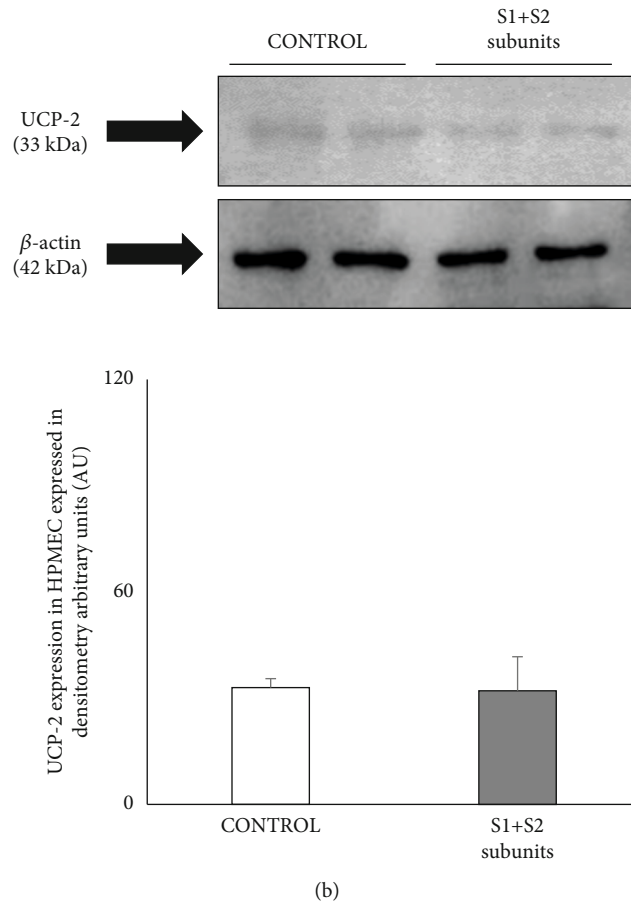 CONTROL
S1+S2
subunits
UCP-2
(33 kDa)
β-actin
(42 kDa)
UCP-2 expression in HPMEC expressed in
densitometry arbitrary units (AU)
120
60
0
CONTROL
S1+S2
subunits
(b)